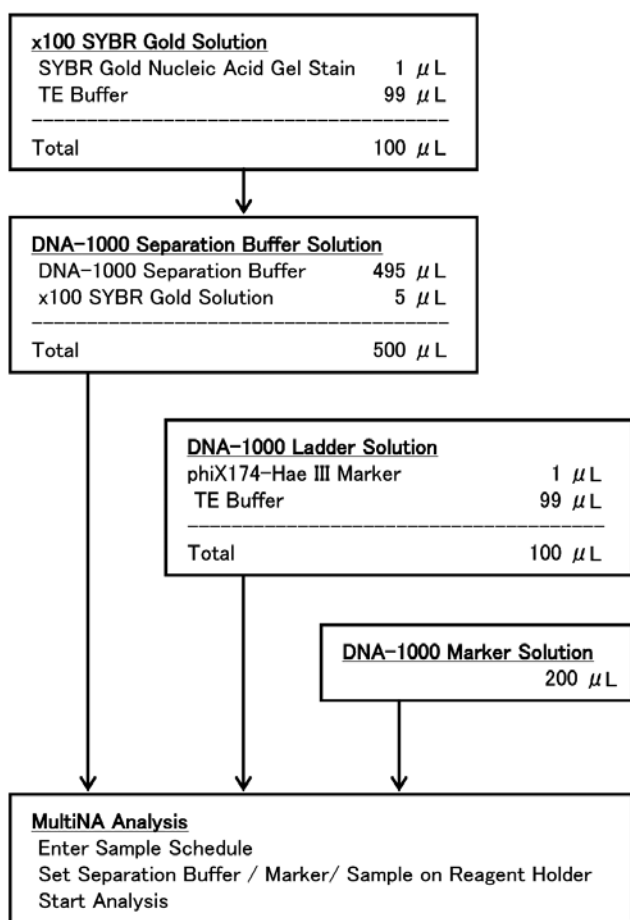 x100 SYBR Gold Solution
SYBR Gold Nucleic Acid Gel Stain 1 μL
TE Buffer 99 μL
----------------------------------------
Total 100 μL
DNA-1000 Separation Buffer Solution
DNA-1000 Separation Buffer 495 μL
x100 SYBR Gold Solution 5 μL
----------------------------------------
Total 500 μL
DNA-1000 Ladder Solution
phiX174-Hae III Marker 1 μL
TE Buffer 99 μL
----------------------------------------
Total 100 μL
DNA-1000 Marker Solution
200 μL
MultiNA Analysis
Enter Sample Schedule
Set Separation Buffer / Marker/ Sample on Reagent Holder
Start Analysis